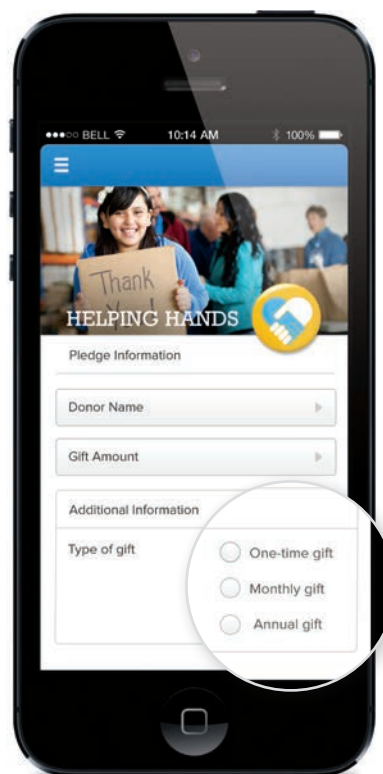 BELL 10:14 AM 100%
Thank
You!
HELPING HANDS
Pledge Information
Donor Name
Gift Amount
Additional Information
Type of gift
One-time gift
Monthly gift
Annual gift